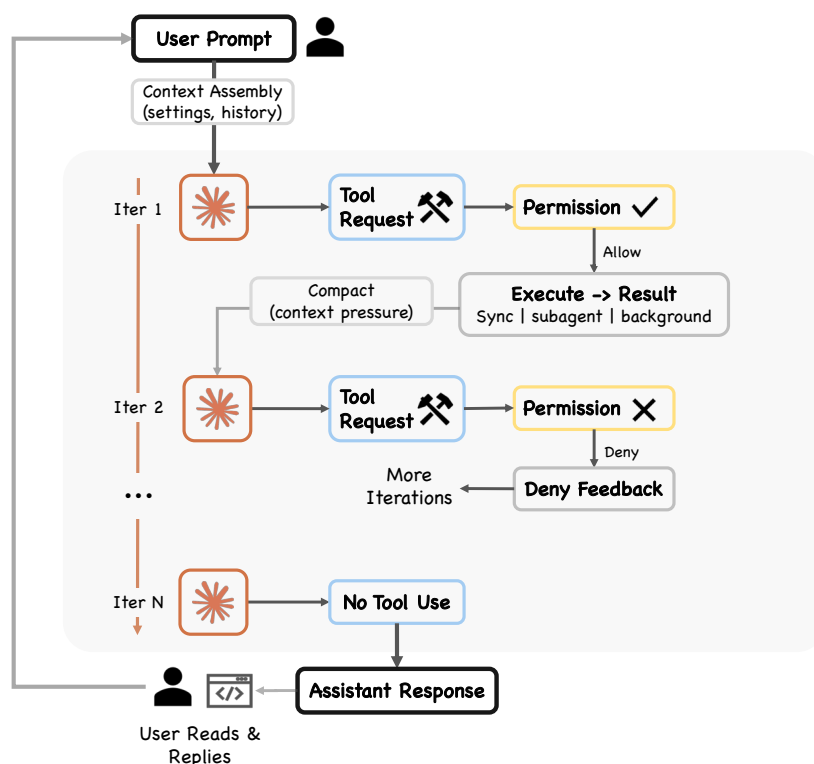 User Prompt
Context Assembly
(settings, history)
Iter 1
Tool
Request
Permission
Allow
Execute -> Result
Sync | subagent | background
Compact
(context pressure)
Iter 2
Tool
Request
Permission
Deny
Deny Feedback
More
Iterations
...
Iter N
No Tool Use
Assistant Response
</>
User Reads &
Replies